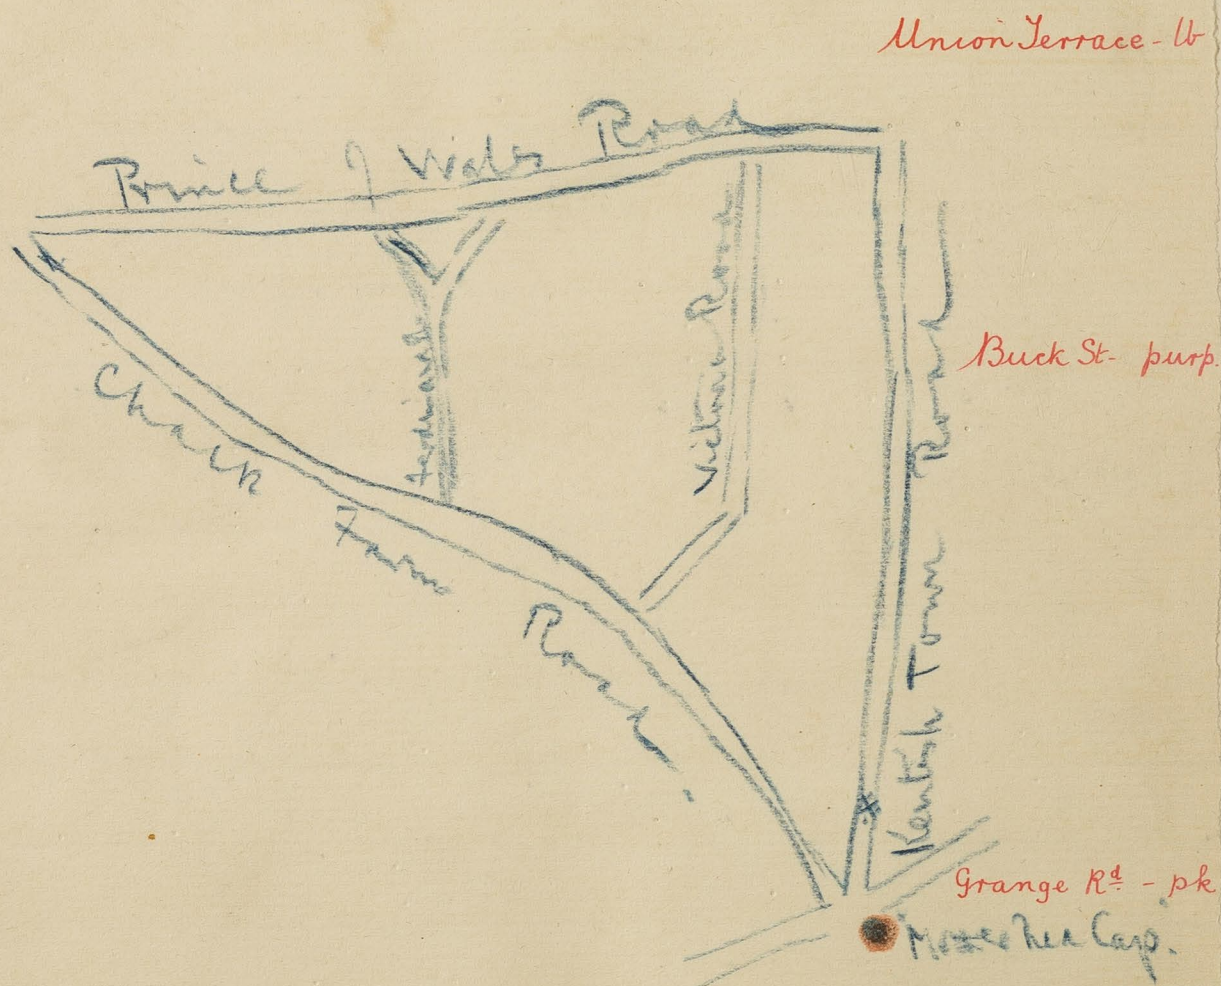 Union Terrace - lb
Prince of Wales Road
Victoria Road
Ferdinand
Buck St - purp.
Chalk Farm Road.
Kentish Town Road
Grange Rd - pk
Mother Red Cap.